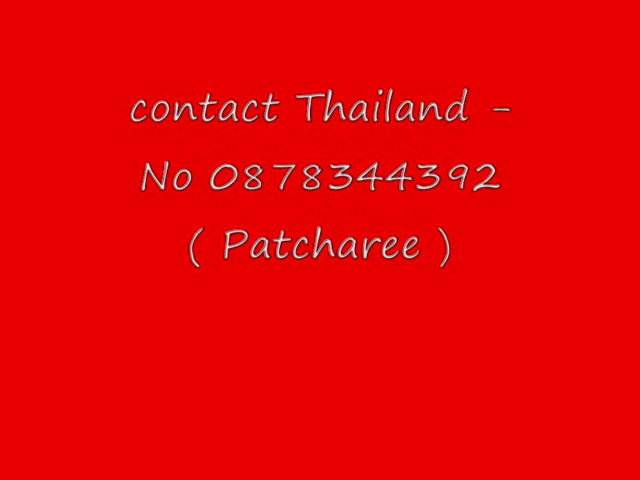 contact Thailand -
No 0878344392
( Patcharee )